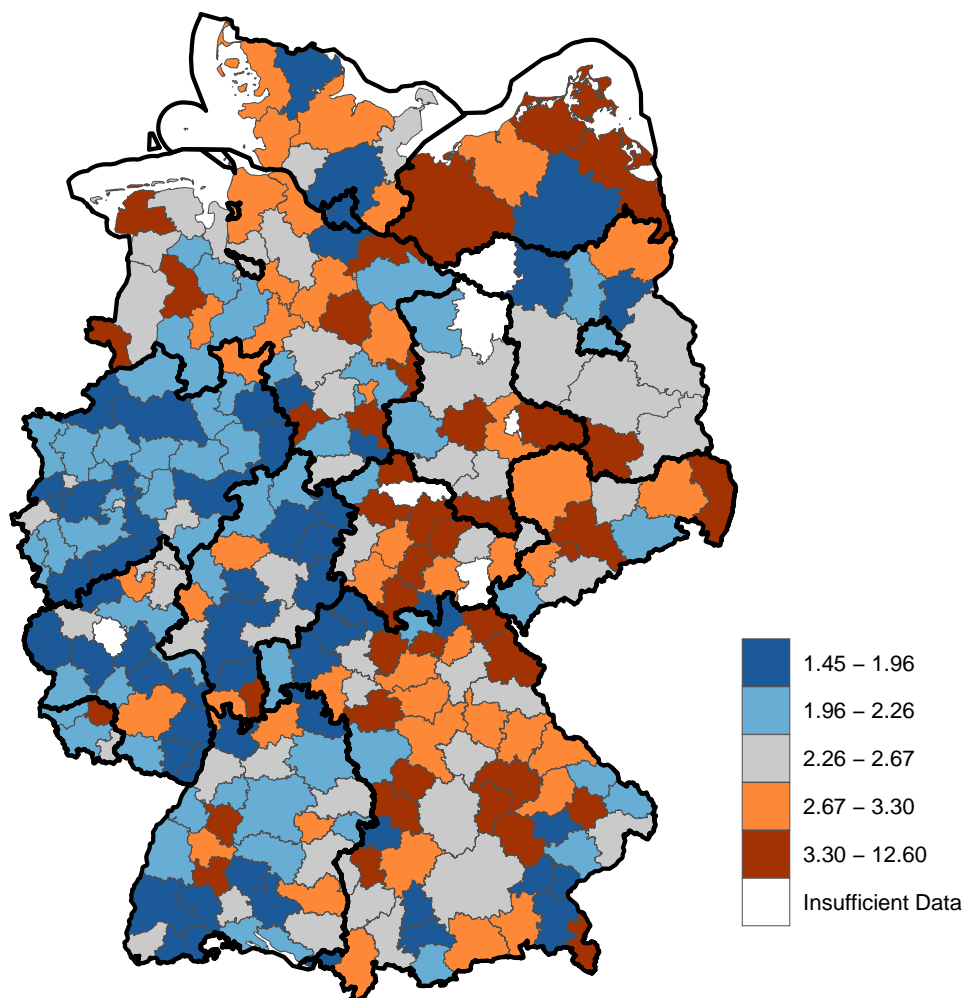 1.45 – 1.96
1.96 – 2.26
2.26 – 2.67
2.67 – 3.30
3.30 – 12.60
Insufficient Data